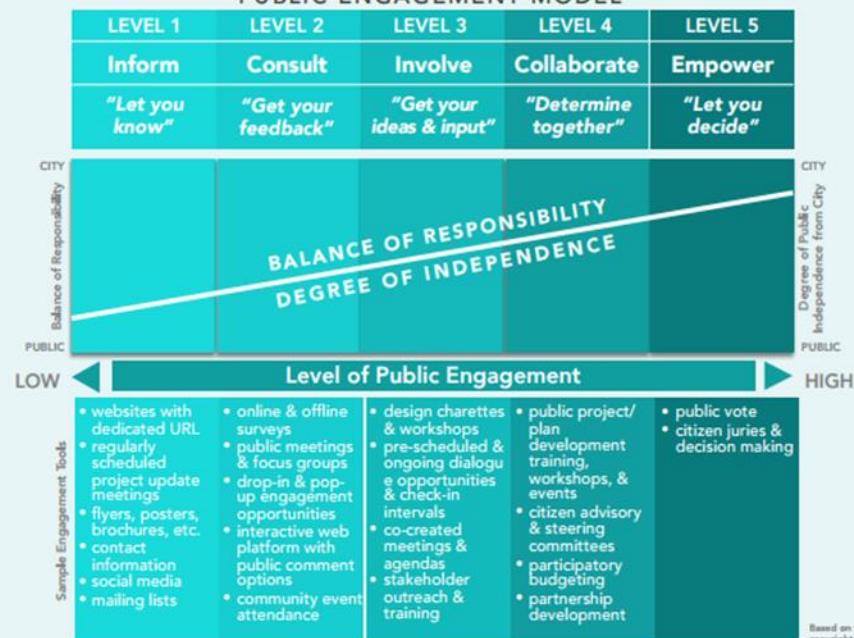 PUBLIC ENGAGEMENT MODEL
LEVEL 1
LEVEL 2
LEVEL 3
LEVEL 4
LEVEL 5
Inform
Consult
Involve
Collaborate
Empower
"Let you
know"
"Get your
feedback"
"Get your
ideas & input"
"Determine
together"
"Let you
decide"
CITY
Balance of Responsibility
PUBLIC
BALANCE OF RESPONSIBILITY
DEGREE OF INDEPENDENCE
CITY
Degree of Public
Independence from City
PUBLIC
LOW
Level of Public Engagement
HIGH
Sample Engagement Tools
• websites with
dedicated URL
• regularly
scheduled
project update
meetings
• flyers, posters,
brochures, etc.
• contact
information
• social media
• mailing lists
• online & offline
surveys
• public meetings
& focus groups
• drop-in & pop-
up engagement
opportunities
• interactive web
platform with
public comment
options
• community event
attendance
• design charettes
& workshops
• pre-scheduled &
ongoing dialogu
e opportunities
& check-in
intervals
• co-created
meetings &
agendas
• stakeholder
outreach &
training
• public project/
plan
development
training,
workshops, &
events
• citizen advisory
& steering
committees
• participatory
budgeting
• partnership
development
• public vote
• citizen juries &
decision making
Based on